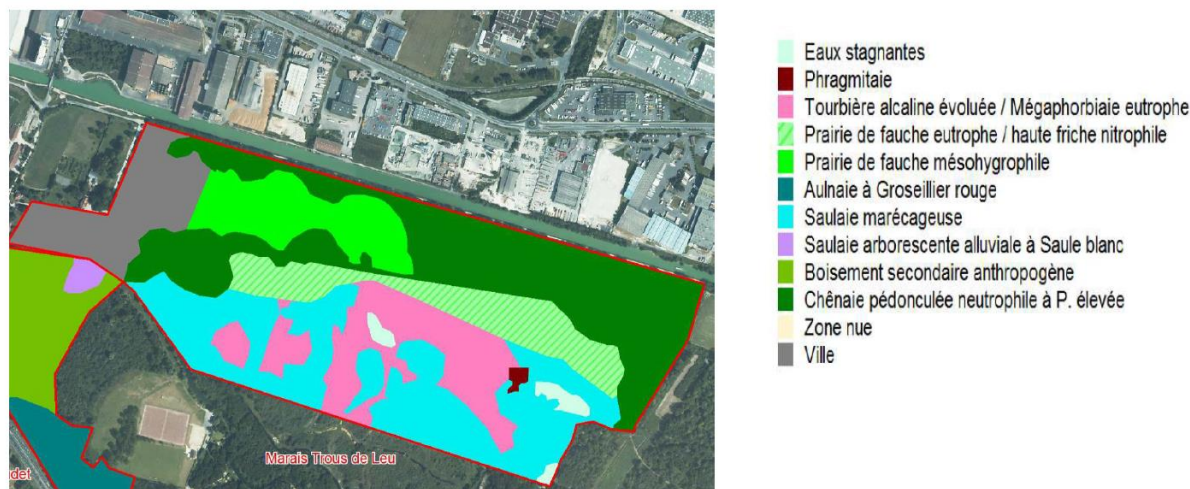 Eaux stagnantes
Phragmitaie
Tourbière alcaline évoluée / Mégaphorbiaie eutrophe
Prairie de fauche eutrophe / haute friche nitrophile
Prairie de fauche mésohygrophile
Aulnaie à Groseillier rouge
Saulaie marécageuse
Saulaie arborescente alluviale à Saule blanc
Boisement secondaire anthropogène
Chênaie pédonculée neutrophile à P. élevée
Zone nue
Ville
Marais Trous de Leu
udet